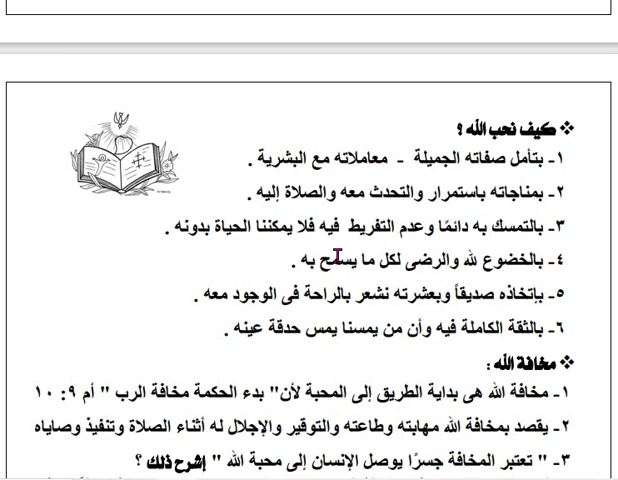 ❖ كيف نحب الله ؟
١- بتأمل صفاته الجميلة - معاملاته مع البشرية .
٢- بمناجاته باستمرار والتحدث معه والصلاة إليه .
٣- بالتمسك به دائمًا وعدم التفريط فيه فلا يمكننا الحياة بدونه .
٤- بالخضوع لله والرضى لكل ما يسمح به .
٥- بإتخاذه صديقاً وبعشرته نشعر بالراحة فى الوجود معه .
٦- بالثقة الكاملة فيه وأن من يمسنا يمس حدقة عينه .
❖ مخافة الله :
١- مخافة الله هى بداية الطريق إلى المحبة لأن" بدء الحكمة مخافة الرب " أم ٩: ١٠
٢- يقصد بمخافة الله مهابته وطاعته والتوقير والإجلال له أثناء الصلاة وتنفيذ وصاياه
٣- " تعتبر المخافة جسرًا يوصل الإنسان إلى محبة الله " إشرح ذلك ؟